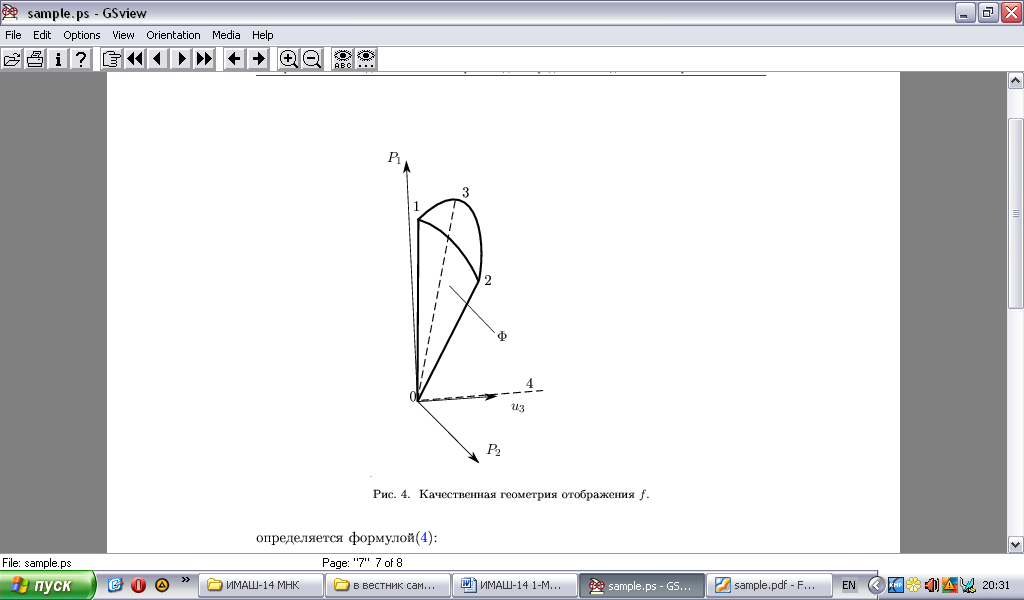 sample.ps - GSview
File Edit Options View Orientation Media Help
ABC
P₁
3
1
2
Φ
0
4
u₃
P₂
Рис. 4. Качественная геометрия отображения f.
определяется формулой(4):
File: sample.ps Page: "7" 7 of 8
пуск
»
ИМАШ-14 МНК
в вестник сам...
ИМАШ-14 1-М...
sample.ps - GS...
sample.pdf - F...
EN
20:31